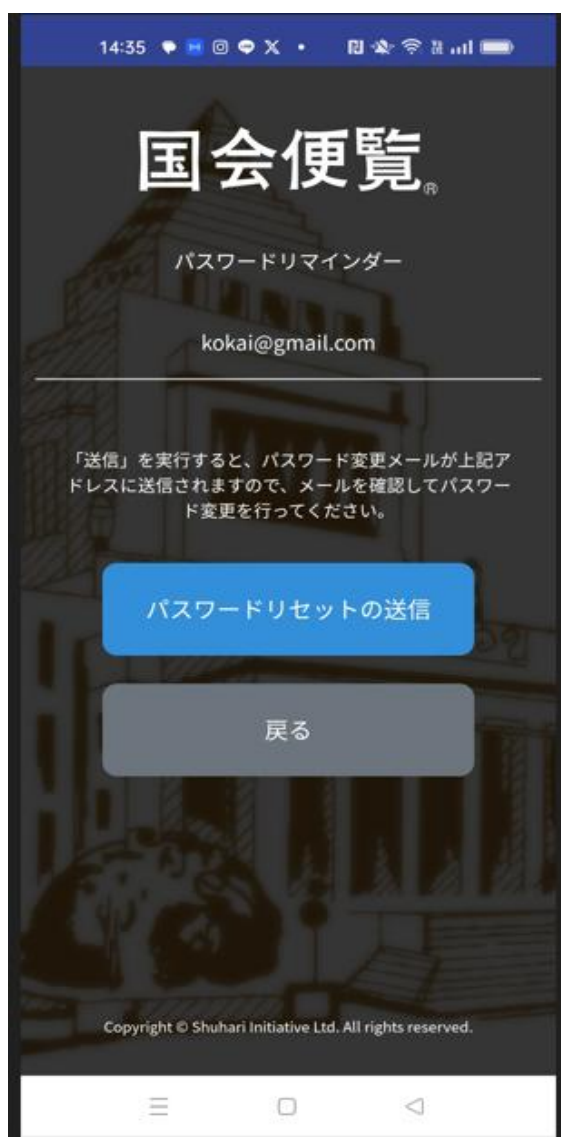 14:35
国会便覧®
パスワードリマインダー
kokai@gmail.com
「送信」を実行すると、パスワード変更メールが上記ア
ドレスに送信されますので、メールを確認してパスワー
ド変更を行ってください。
パスワードリセットの送信
戻る
Copyright © Shuhari Initiative Ltd. All rights reserved.